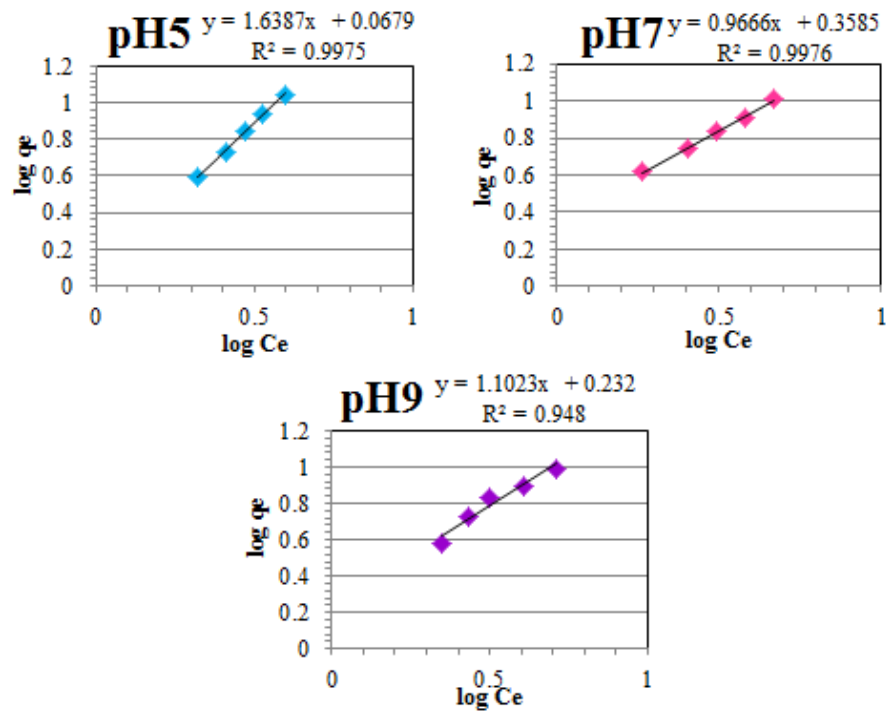 pH5 y = 1.6387x + 0.0679
R² = 0.9975
1.2
1
0.8
0.6
0.4
0.2
0
log qe
0 0.5 1
log Ce
pH7 y = 0.9666x + 0.3585
R² = 0.9976
1.2
1
0.8
0.6
0.4
0.2
0
log qe
0 0.5 1
log Ce
pH9 y = 1.1023x + 0.232
R² = 0.948
1.2
1
0.8
0.6
0.4
0.2
0
log qe
0 0.5 1
log Ce